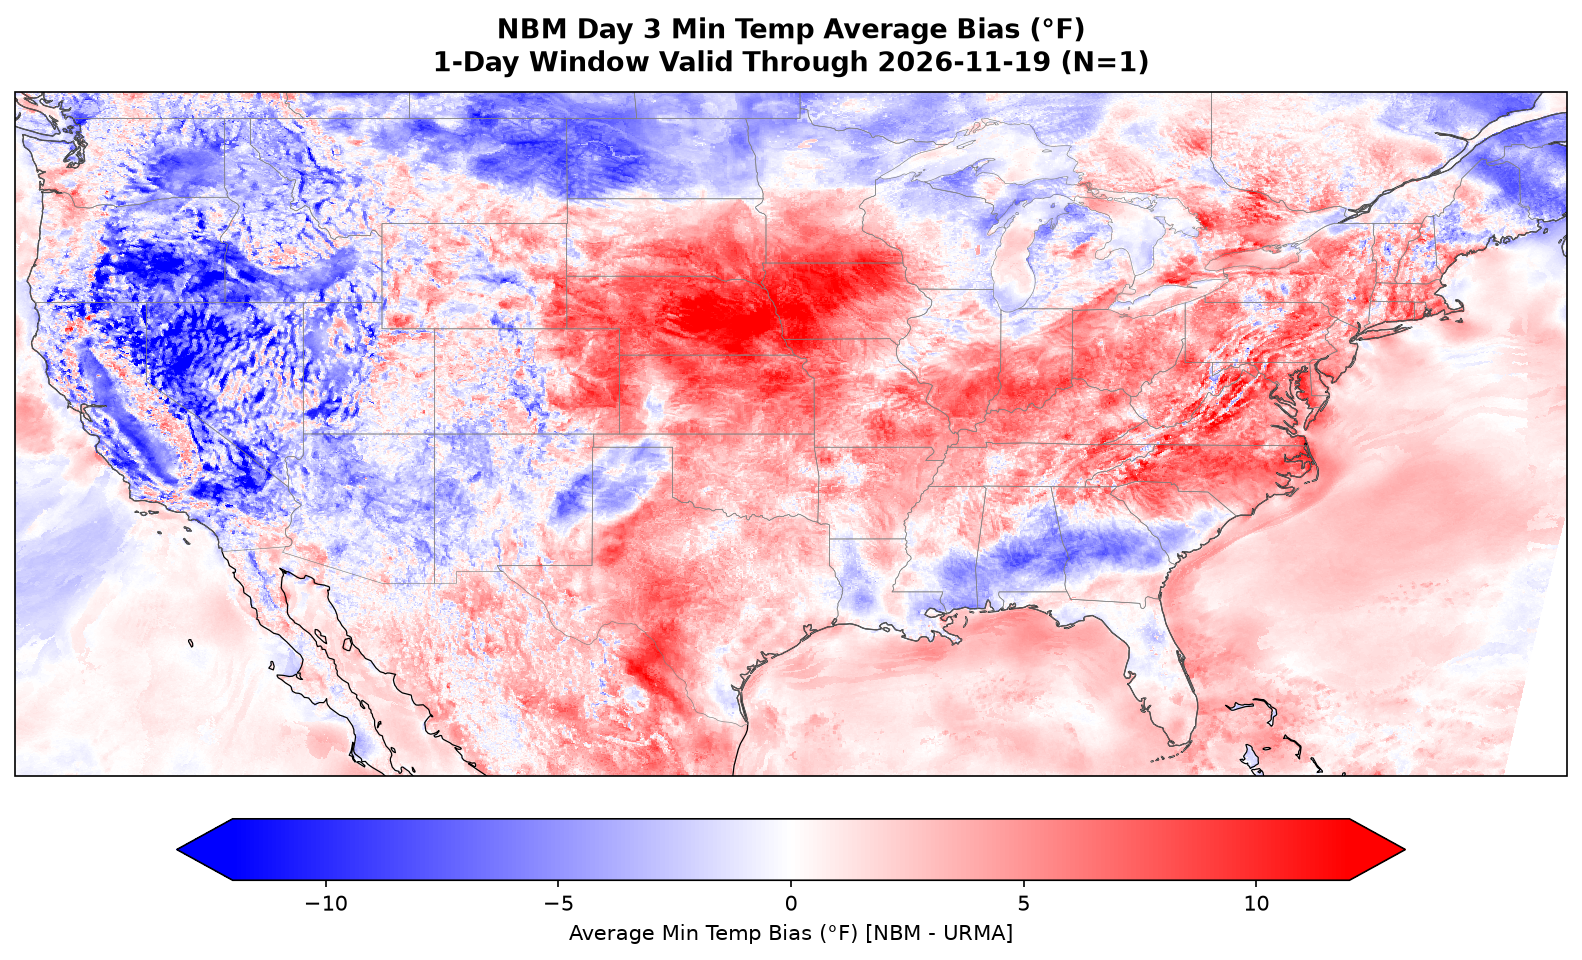 NBM Day 3 Min Temp Average Bias (°F)
1-Day Window Valid Through 2026-11-19 (N=1)
−10 −5 0 5 10
Average Min Temp Bias (°F) [NBM - URMA]